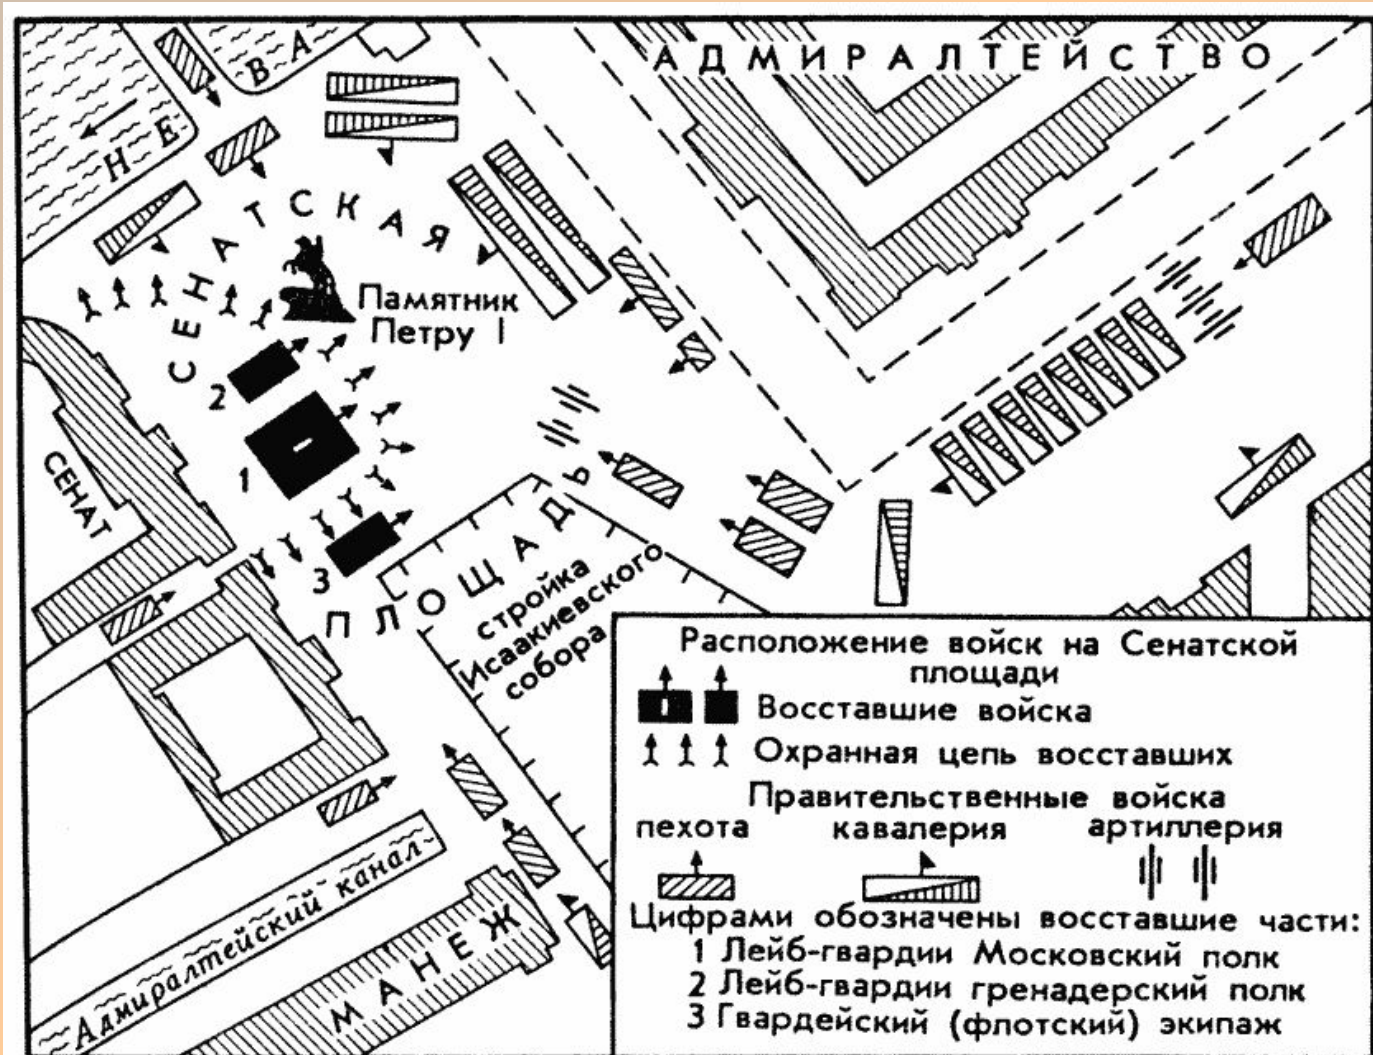 АДМИРАЛТЕЙСТВО
НЕВА
СЕНАТСКАЯ
Памятник
Петру I
2
1
3
СЕНАТ
ПЛОЩАДЬ
стройка
Исаакиевского
собора
Адмиралтейский канал
МАНЕЖ
Расположение войск на Сенатской
площади
Восставшие войска
Охранная цепь восставших
Правительственные войска
пехота кавалерия артиллерия
Цифрами обозначены восставшие части:
1 Лейб-гвардии Московский полк
2 Лейб-гвардии гренадерский полк
3 Гвардейский (флотский) экипаж